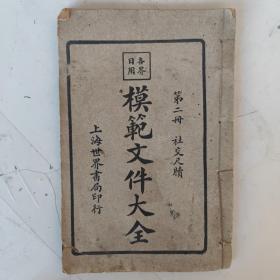 各界日用
第二冊 社交尺牘
模範文件大全
上海世界書局印行